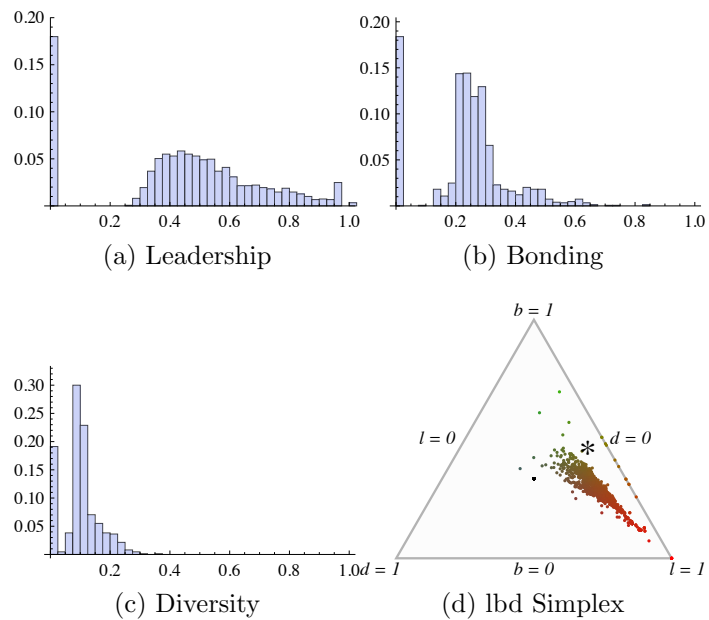 0.20
0.15
0.10
0.05
0.2 0.4 0.6 0.8 1.0
(a) Leadership
0.20
0.15
0.10
0.05
0.2 0.4 0.6 0.8 1.0
(b) Bonding
0.30
0.25
0.20
0.15
0.10
0.05
0.2 0.4 0.6 0.8 1.0
(c) Diversity
b = 1
l = 0 * d = 0
d = 1 b = 0 l = 1
(d) lbd Simplex